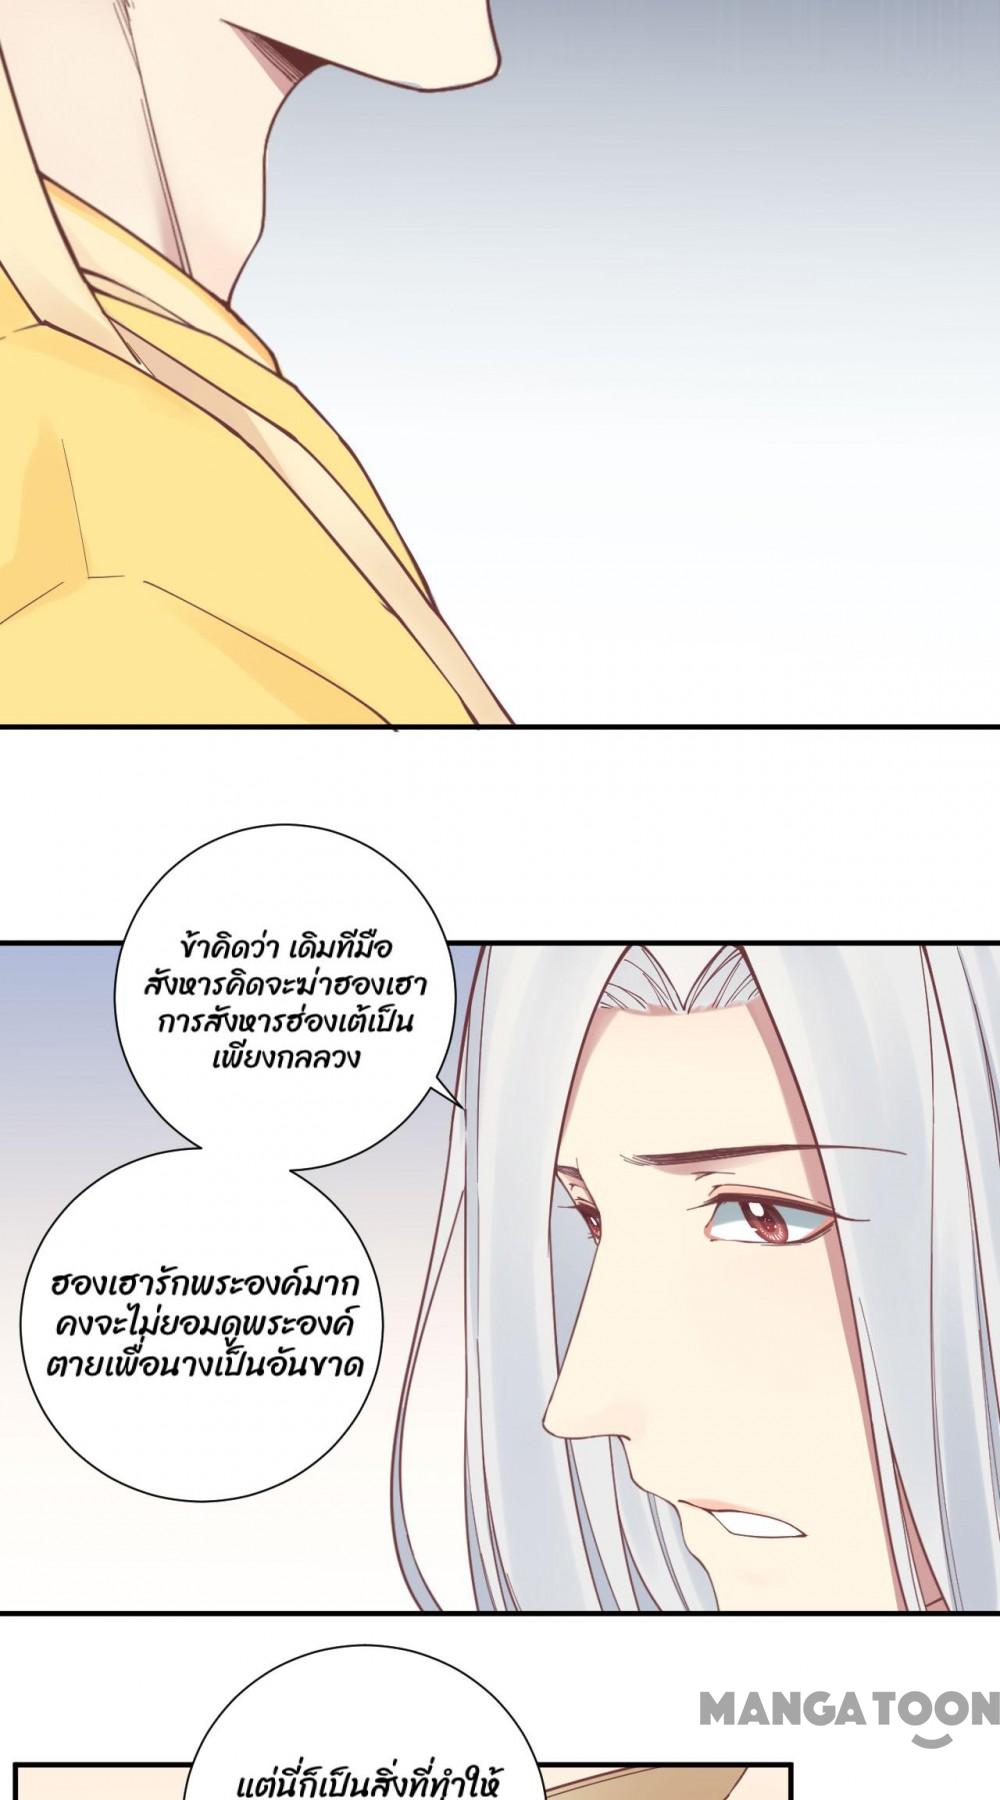 ข้าคิดว่า เดิมทีมือ
สังหารคิดจะฆ่าฮองเฮา
การสังหารฮ่องเต้เป็น
เพียงกลลวง
ฮองเฮารักพระองค์มาก
คงจะไม่ยอมดูพระองค์
ตายเพื่อนางเป็นอันขาด
MANGATOON
แต่นี่ก็เป็นสิ่งที่ทำให้